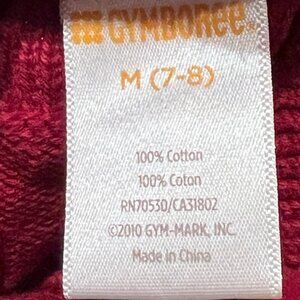 GYMBOREE
M (7-8)
100% Cotton
100% Coton
RN70530/CA31802
©2010 GYM-MARK, INC.
Made in China